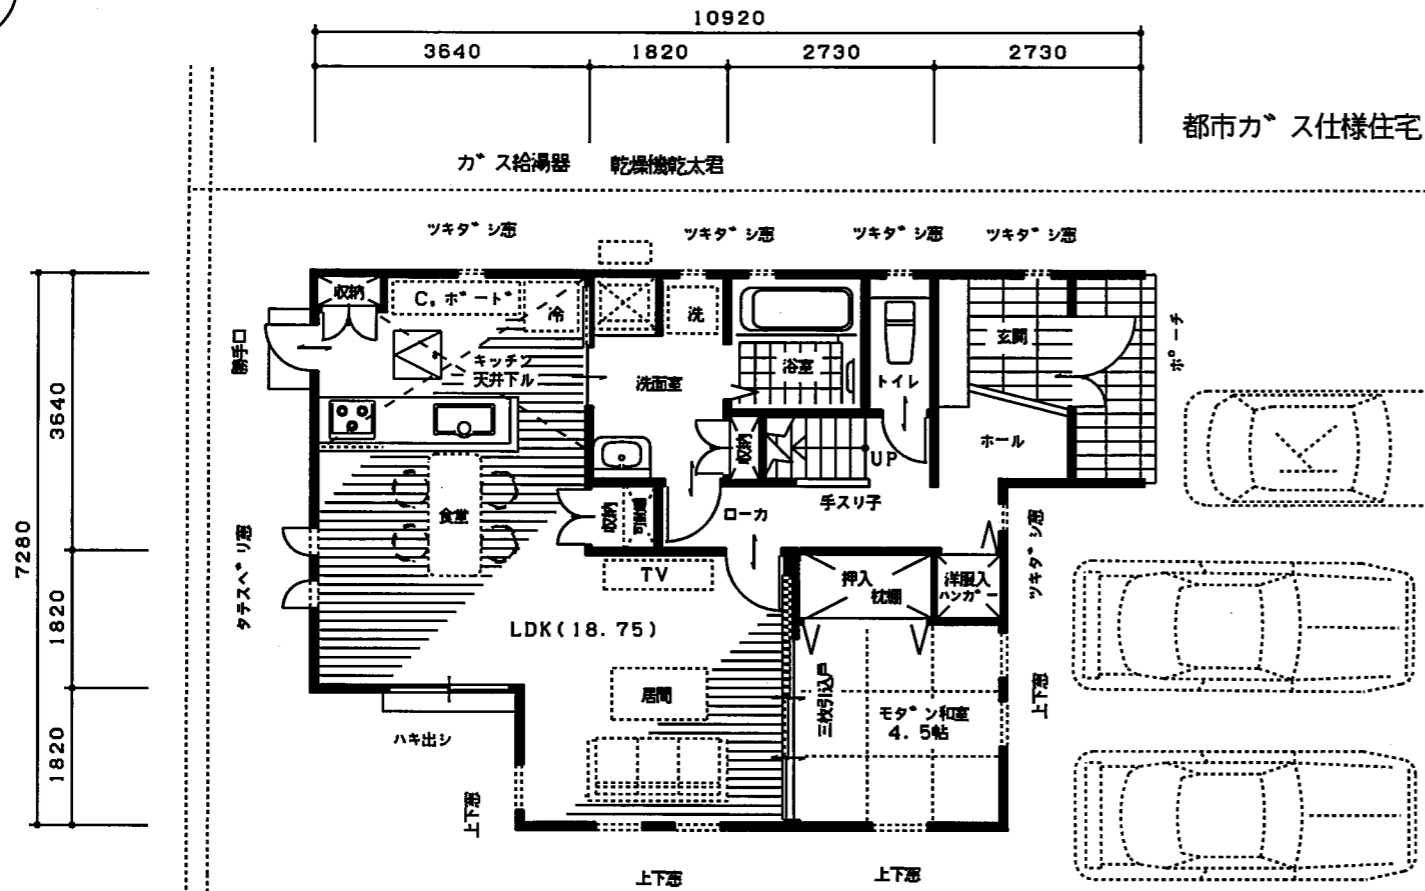 10920
3640
1820
2730
2730
都市ガス仕様住宅
ガス給湯器
乾燥機乾太君
ツキダシ窓
ツキダシ窓
ツキダシ窓
ツキダシ窓
収納
C,ボード
冷
洗
浴室
トイレ
玄関
ポーチ
勝手口
キッチン
天井下ル
洗面室
収納
UP
ホール
3640
7280
1820
1820
食堂
収納
可動棚
ローカ
手スリ子
ツキダシ窓
タテスベリ窓
TV
押入
枕棚
洋服入
ハンガー
LDK(18.75)
居間
三枚引込戸
モダン和室
4.5帖
上下窓
ハキ出シ
上下窓
上下窓
上下窓